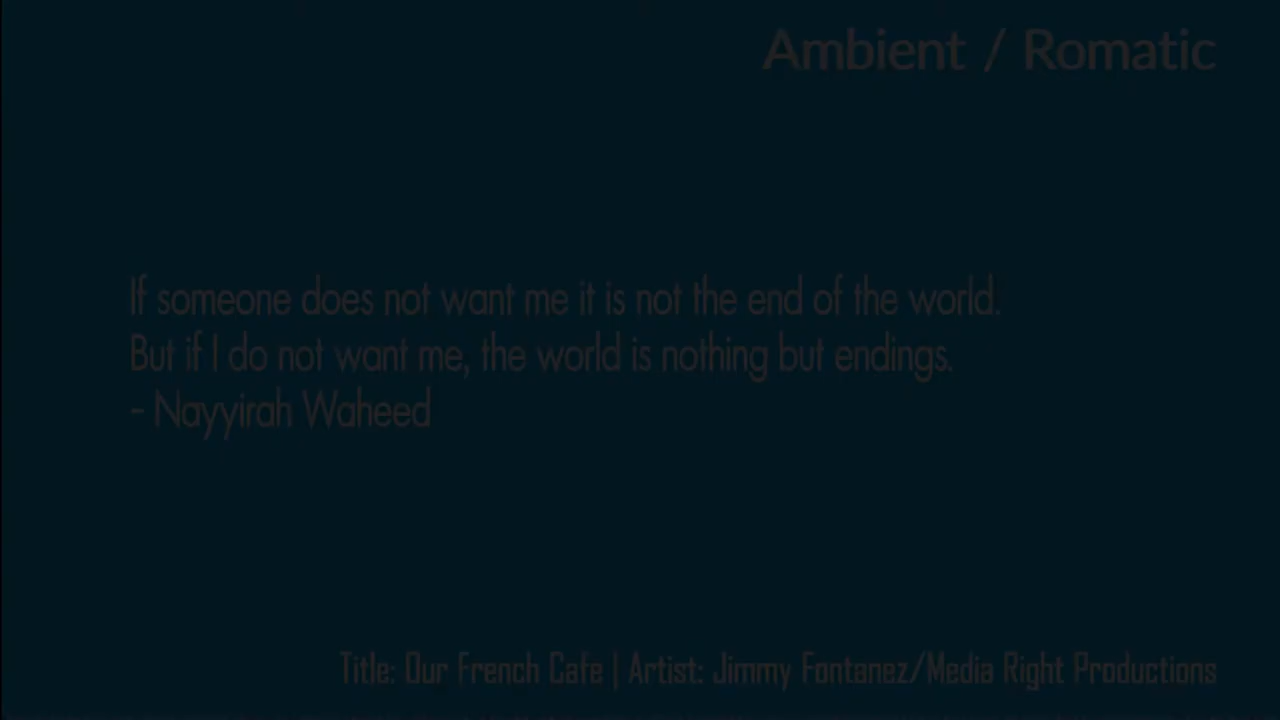 Ambient / Romatic
If someone does not want me it is not the end of the world.
But if I do not want me, the world is nothing but endings.
- Nayyirah Waheed
Title: Our French Cafe | Artist: Jimmy Fontanez/Media Right Productions